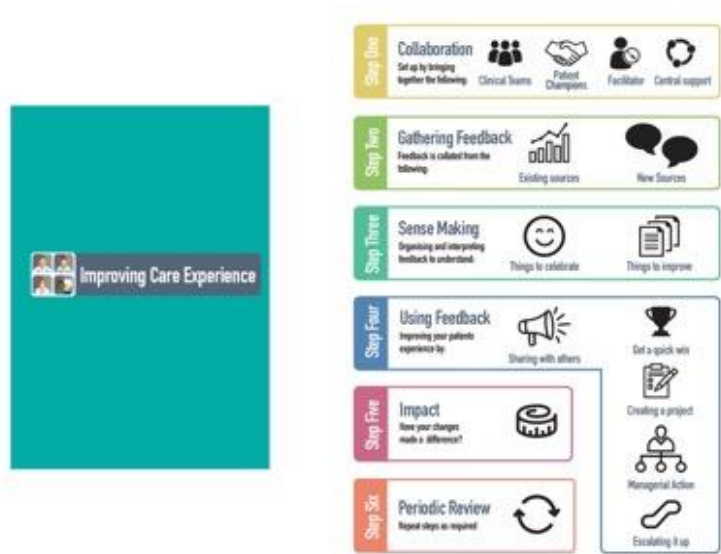 Improving Care Experience
Step One
Collaboration
Set up by bringing
together the following:
Clinical Teams
Patient
Champions
Facilitator
Central support
Step Two
Gathering Feedback
Feedback is collated from the
following:
Existing sources
New Sources
Step Three
Sense Making
Organising and interpreting
feedback to understand:
Things to celebrate
Things to improve
Step Four
Using Feedback
Improving your patients
experience by:
Sharing with others
Get a quick win
Creating a project
Managerial Action
Escalating it up
Step Five
Impact
Have your changes
made a difference?
Step Six
Periodic Review
Repeat steps as required